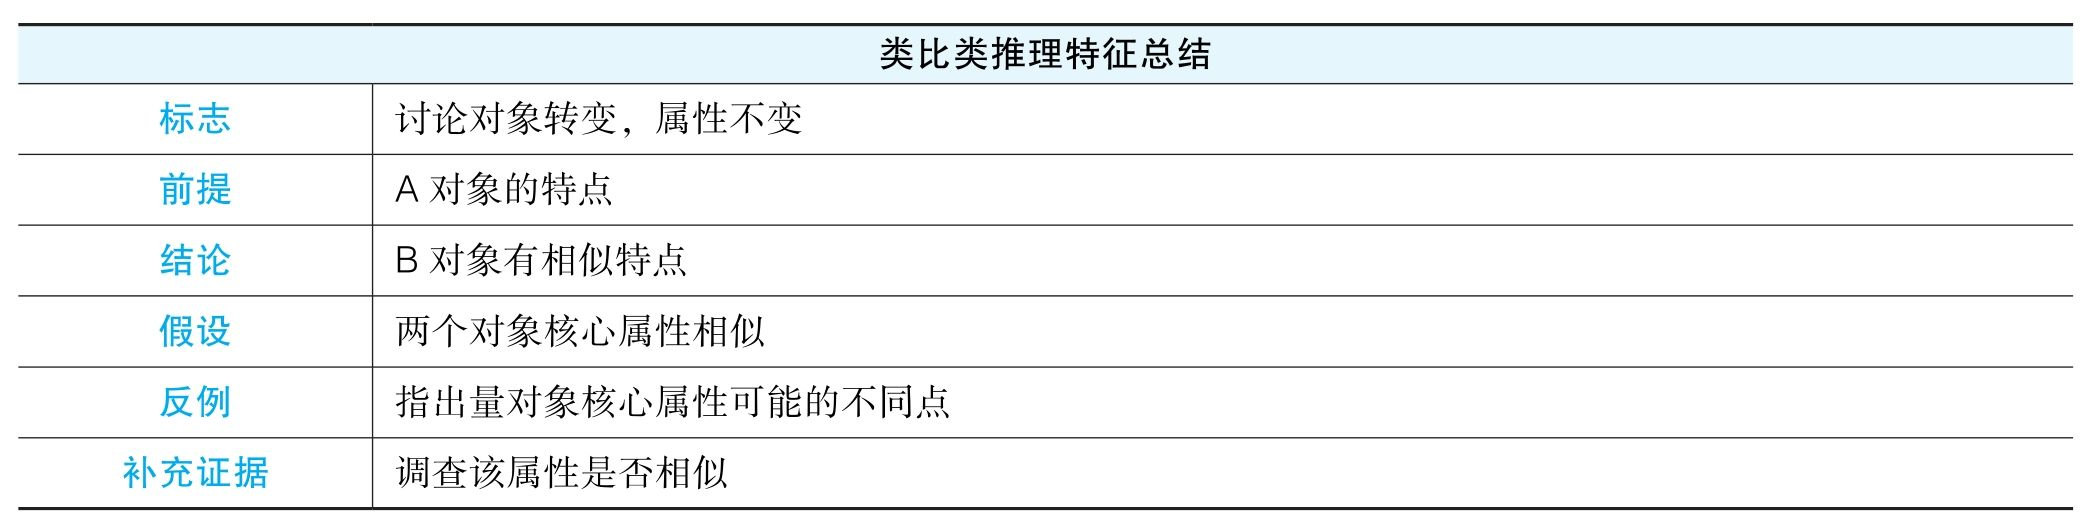 类比类推理特征总结
标志 讨论对象转变，属性不变
前提 A 对象的特点
结论 B 对象有相似特点
假设 两个对象核心属性相似
反例 指出量对象核心属性可能的不同点
补充证据 调查该属性是否相似